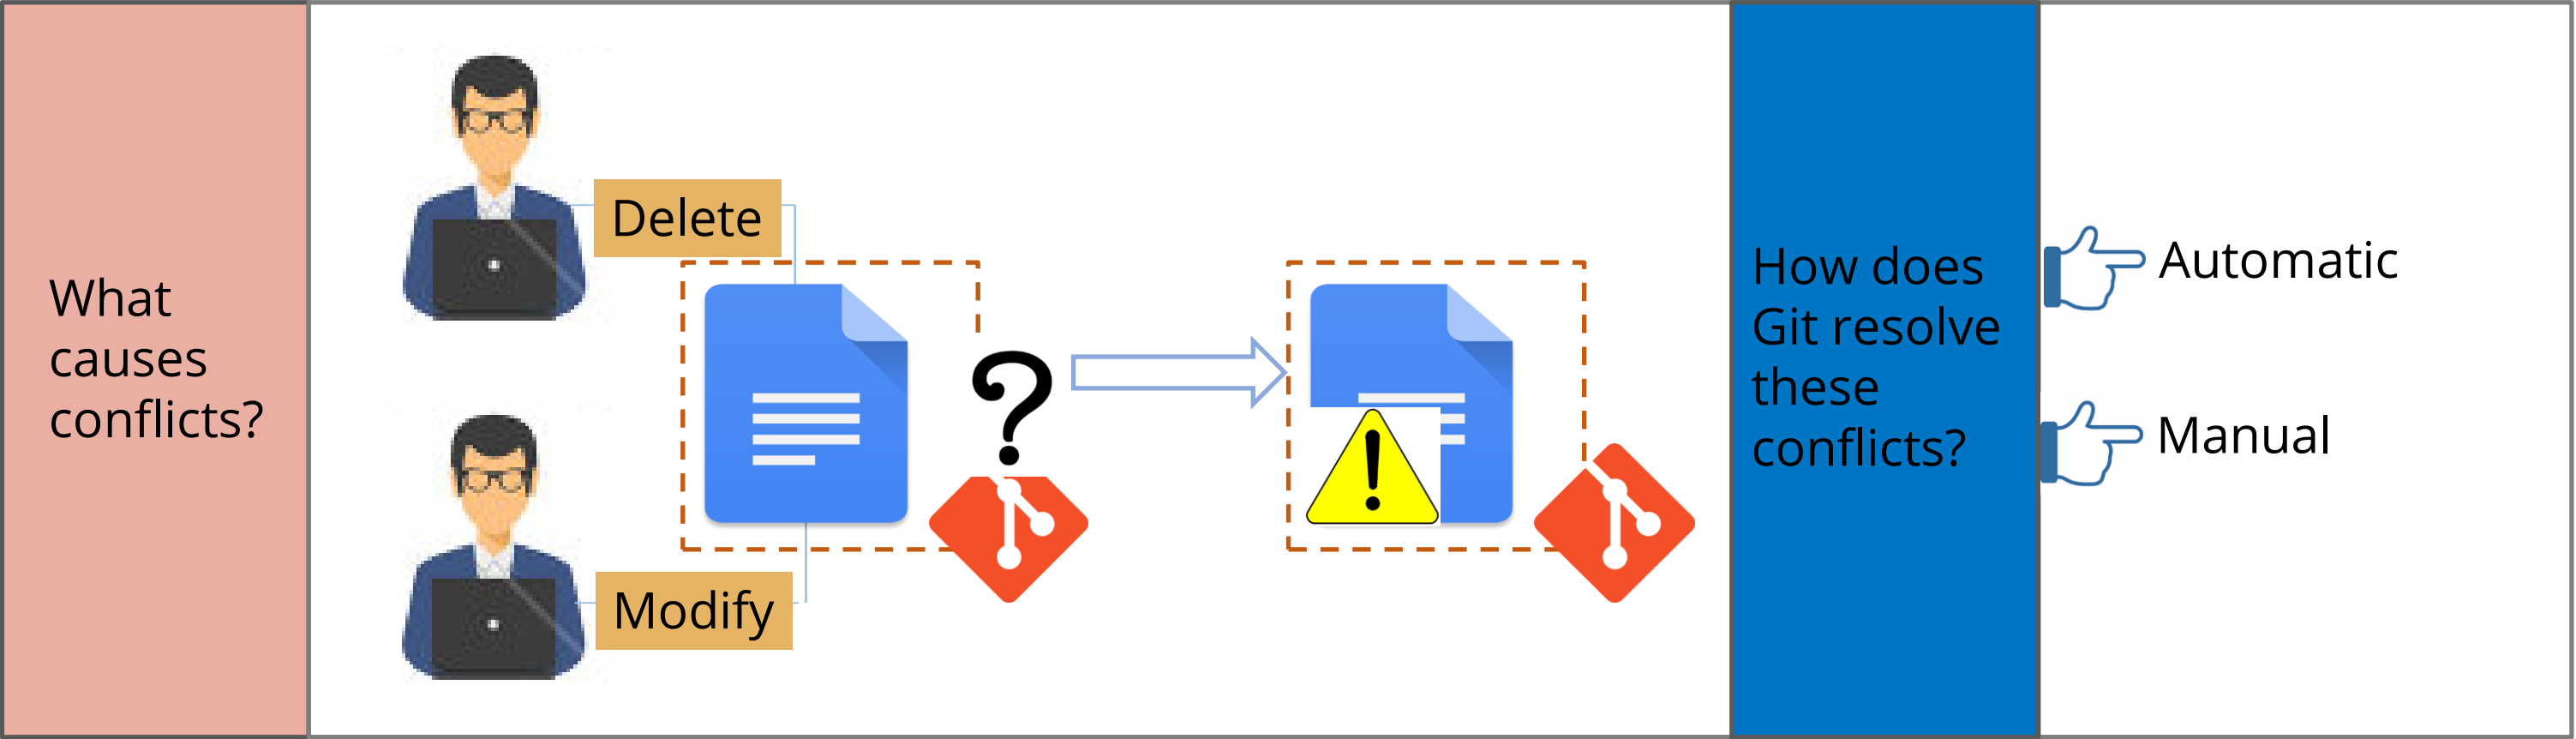 What
causes
conflicts?
Delete
Modify
How does
Git resolve
these
conflicts?
Automatic
Manual